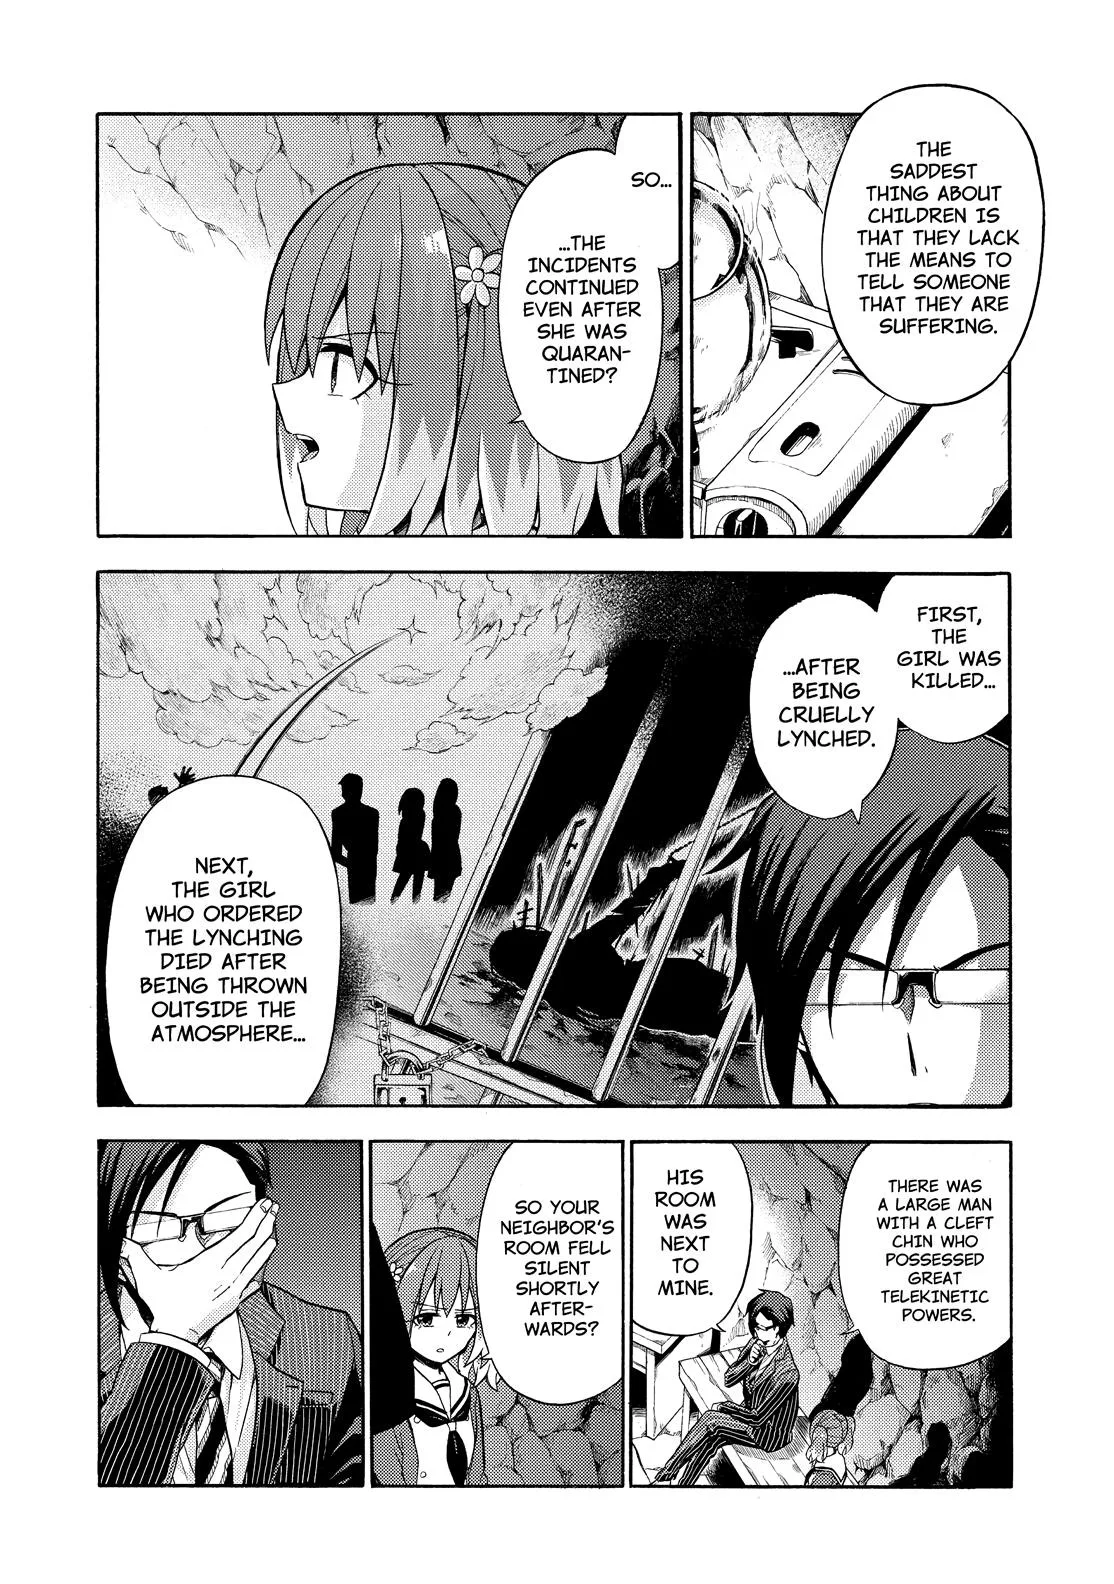 THE
SADDEST
THING ABOUT
CHILDREN IS
THAT THEY LACK
THE MEANS TO
TELL SOMEONE
THAT THEY ARE
SUFFERING.
SO...
...THE
INCIDENTS
CONTINUED
EVEN AFTER
SHE WAS
QUARAN-
TINED?
FIRST,
THE
GIRL WAS
KILLED...
...AFTER
BEING
CRUELLY
LYNCHED.
NEXT,
THE GIRL
WHO ORDERED
THE LYNCHING
DIED AFTER
BEING THROWN
OUTSIDE THE
ATMOSPHERE...
THERE WAS
A LARGE MAN
WITH A CLEFT
CHIN WHO
POSSESSED
GREAT
TELEKINETIC
POWERS.
HIS
ROOM
WAS
NEXT
TO
MINE.
SO YOUR
NEIGHBOR'S
ROOM FELL
SILENT
SHORTLY
AFTER-
WARDS?